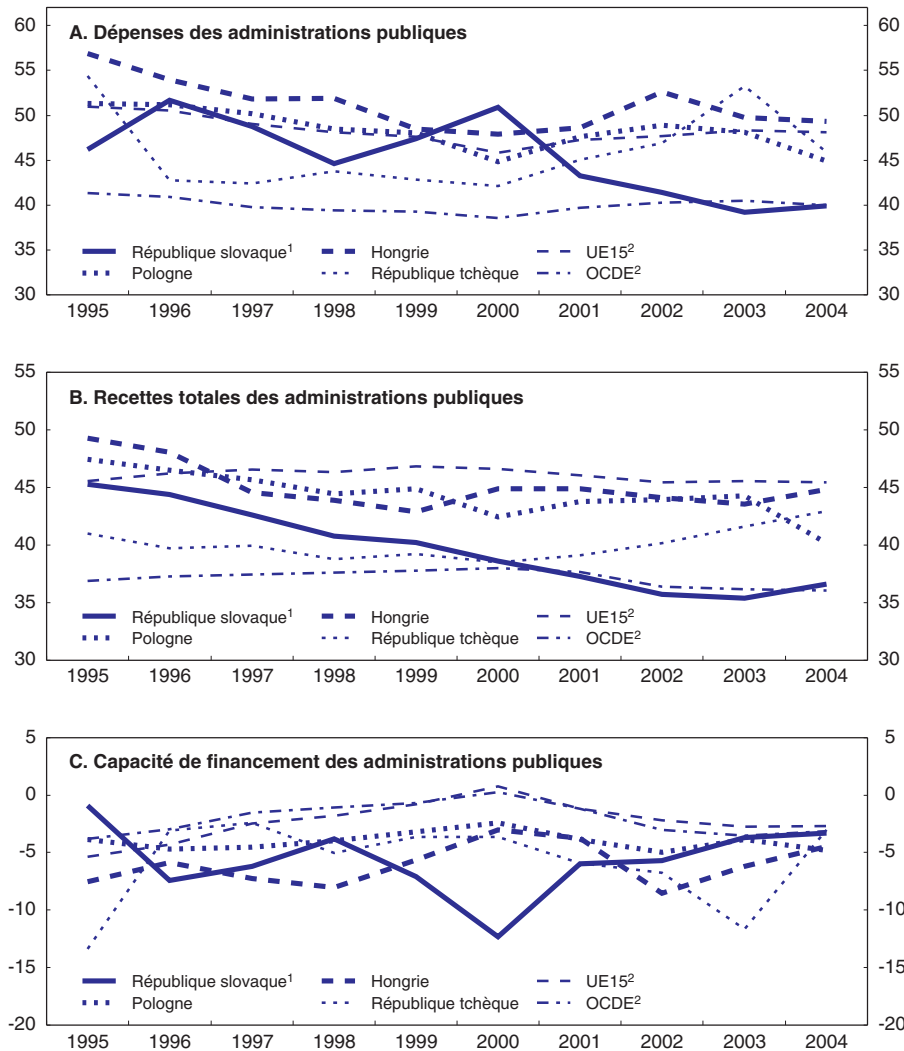 A. Dépenses des administrations publiques
60 60
55 55
50 50
45 45
40 40
35 35
30 30
République slovaque¹ Hongrie UE15²
Pologne République tchèque OCDE²
1995 1996 1997 1998 1999 2000 2001 2002 2003 2004
B. Recettes totales des administrations publiques
55 55
50 50
45 45
40 40
35 35
30 30
République slovaque¹ Hongrie UE15²
Pologne République tchèque OCDE²
1995 1996 1997 1998 1999 2000 2001 2002 2003 2004
C. Capacité de financement des administrations publiques
5 5
0 0
-5 -5
-10 -10
-15 -15
-20 -20
République slovaque¹ Hongrie UE15²
Pologne République tchèque OCDE²
1995 1996 1997 1998 1999 2000 2001 2002 2003 2004